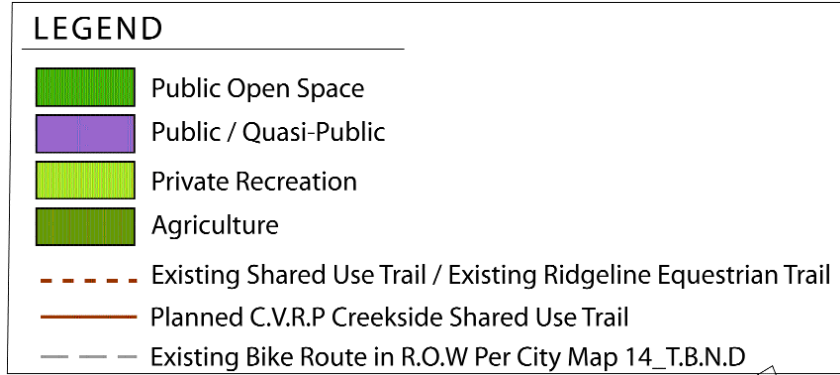 LEGEND
Public Open Space
Public / Quasi-Public
Private Recreation
Agriculture
Existing Shared Use Trail / Existing Ridgeline Equestrian Trail
Planned C.V.R.P Creekside Shared Use Trail
Existing Bike Route in R.O.W Per City Map 14_T.B.N.D